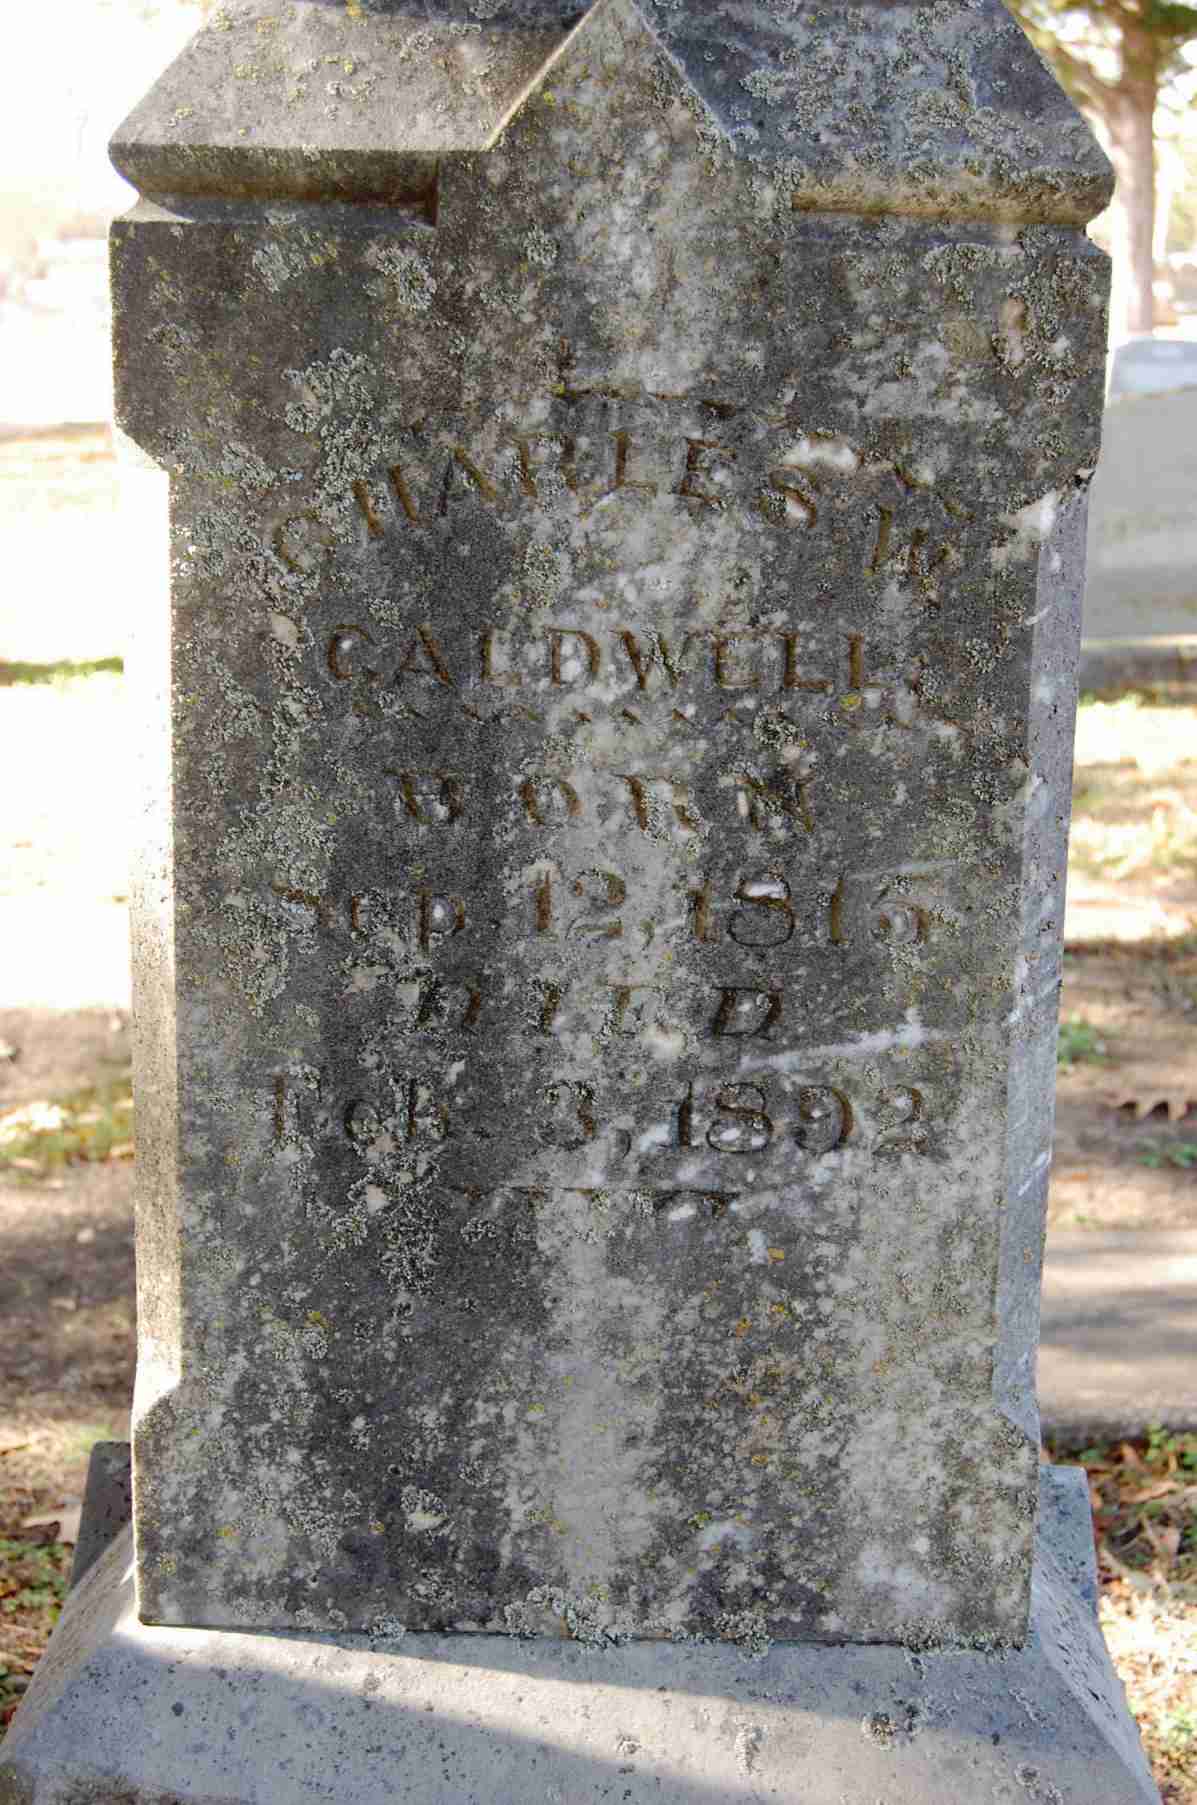 CHARLES W.
CALDWELL.
BORN
Sep. 12, 1815
DIED
Feb. 3, 1892